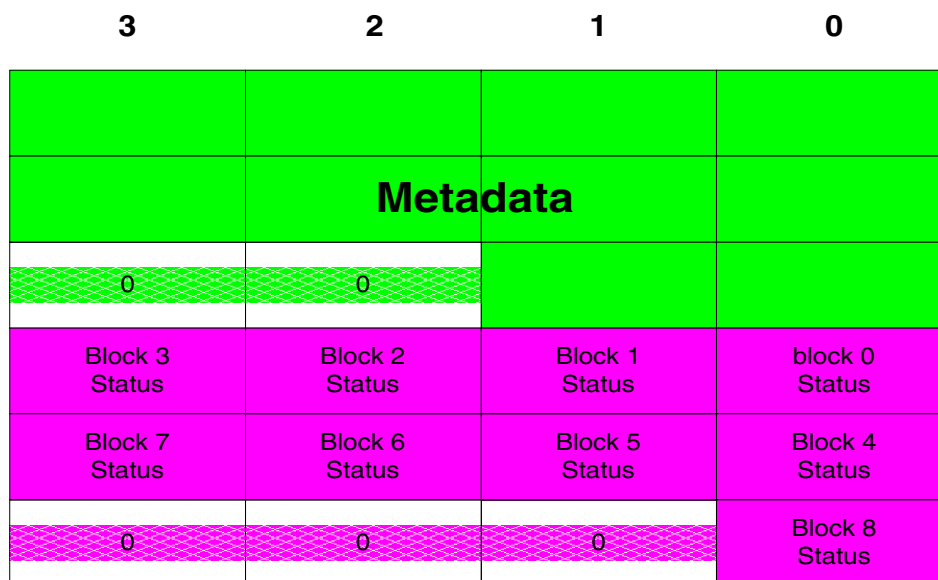 3 2 1 0
Metadata
0 0
Block 3 Block 2 Block 1 block 0
Status Status Status Status
Block 7 Block 6 Block 5 Block 4
Status Status Status Status
0 0 0 Block 8
Status